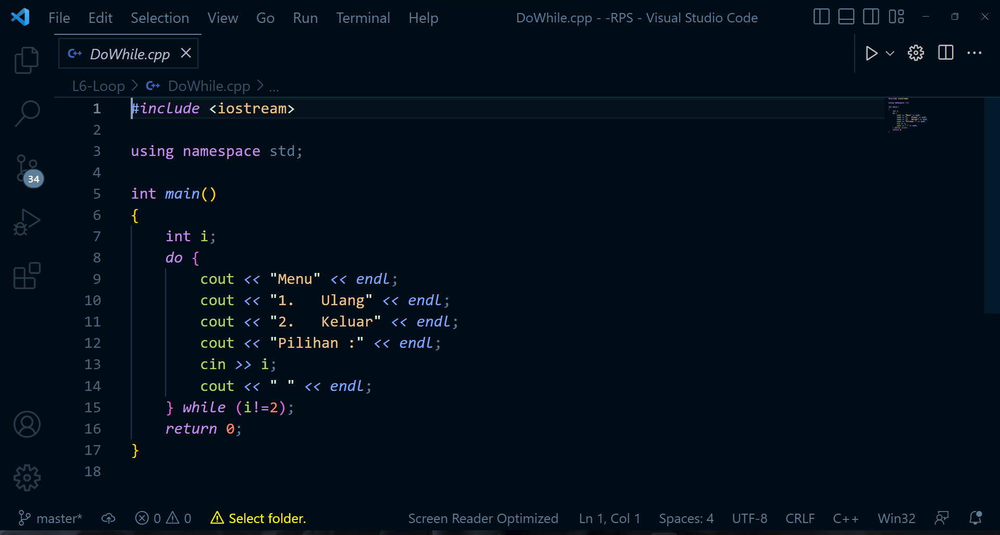 File Edit Selection View Go Run Terminal Help DoWhile.cpp - -RPS - Visual Studio Code
C++ DoWhile.cpp
L6-Loop > C++ DoWhile.cpp > ...
1 #include <iostream>
2
3 using namespace std;
4
5 int main()
6 {
7     int i;
8     do {
9         cout << "Menu" << endl;
10         cout << "1.   Ulang" << endl;
11         cout << "2.   Keluar" << endl;
12         cout << "Pilihan :" << endl;
13         cin >> i;
14         cout << " " << endl;
15     } while (i!=2);
16     return 0;
17 }
18
34
master* 0 0 Select folder. Screen Reader Optimized Ln 1, Col 1 Spaces: 4 UTF-8 CRLF C++ Win32